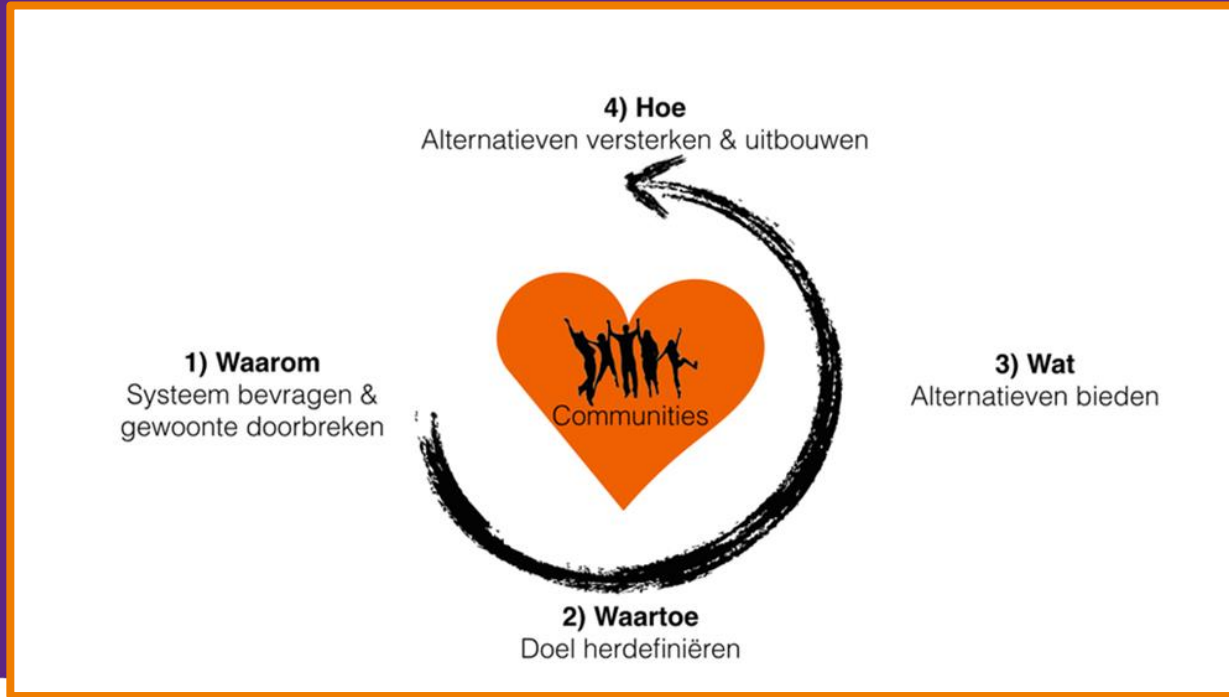 4) Hoe
Alternatieven versterken & uitbouwen
1) Waarom
Systeem bevragen &
gewoonte doorbreken
Communities
3) Wat
Alternatieven bieden
2) Waartoe
Doel herdefiniëren